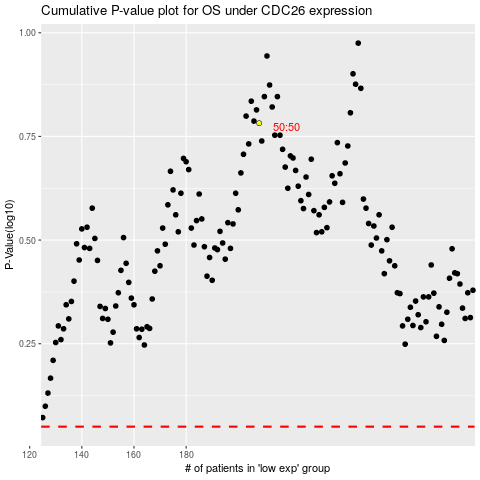 Cumulative P-value plot for OS under CDC26 expression
1.00
0.75
0.50
0.25
P-Value(log10)
50:50
120 140 160 180
# of patients in 'low exp' group